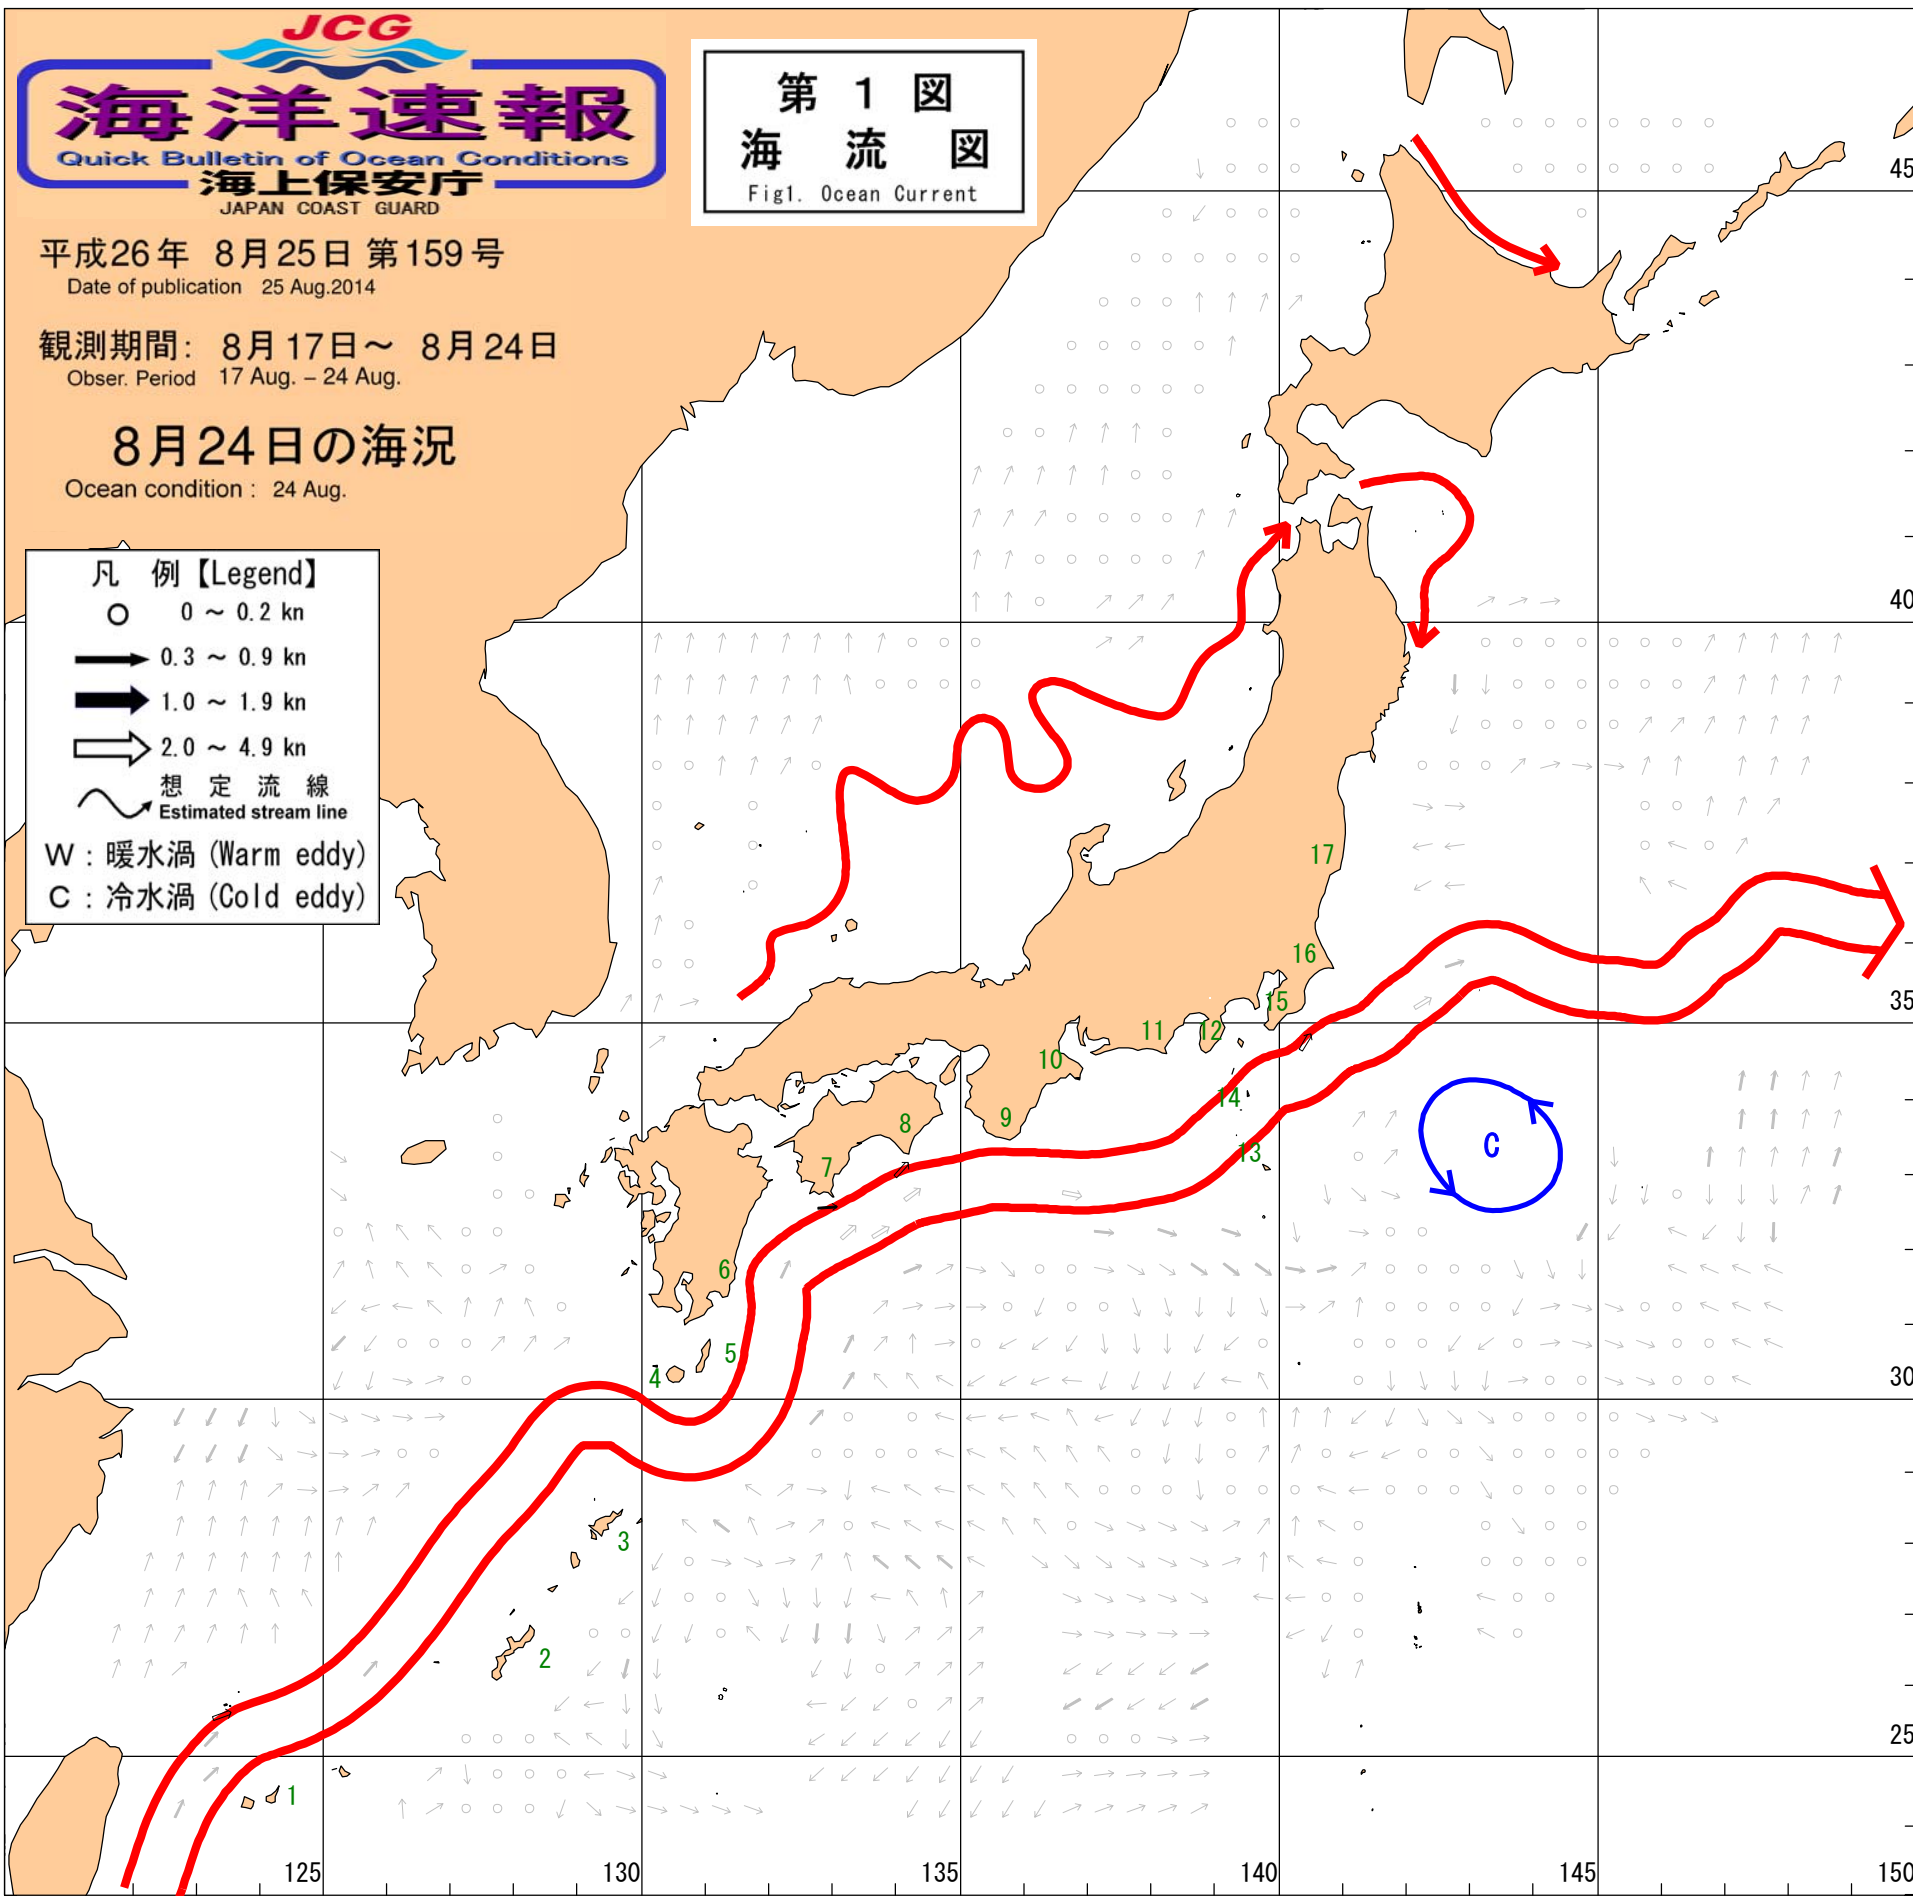 JCG
海洋速報
Quick Bulletin of Ocean Conditions
海上保安庁
JAPAN COAST GUARD
平成26年 8月25日 第159号
Date of publication 25 Aug.2014
観測期間: 8月17日～ 8月24日
Obser. Period 17 Aug. – 24 Aug.
8月24日の海況
Ocean condition : 24 Aug.
第 1 図
海 流 図
Fig1. Ocean Current
凡 例【Legend】
0 ～ 0.2 kn
0.3 ～ 0.9 kn
1.0 ～ 1.9 kn
2.0 ～ 4.9 kn
想 定 流 線
Estimated stream line
W : 暖水渦 (Warm eddy)
C : 冷水渦 (Cold eddy)
45
40
17
16
35
15
12
11
10
14
9
8
13
C
7
6
5
4
30
3
2
25
1
125
130
135
140
145
150